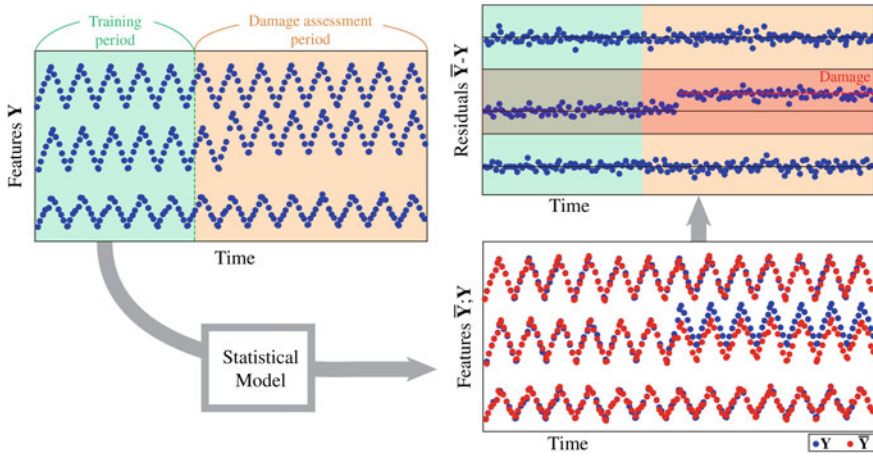 Training
period
Damage assessment
period
Features Y
Time
Statistical
Model
Residuals Ȳ-Y
Damage
Time
Features Ȳ;Y
Time
Y Ȳ